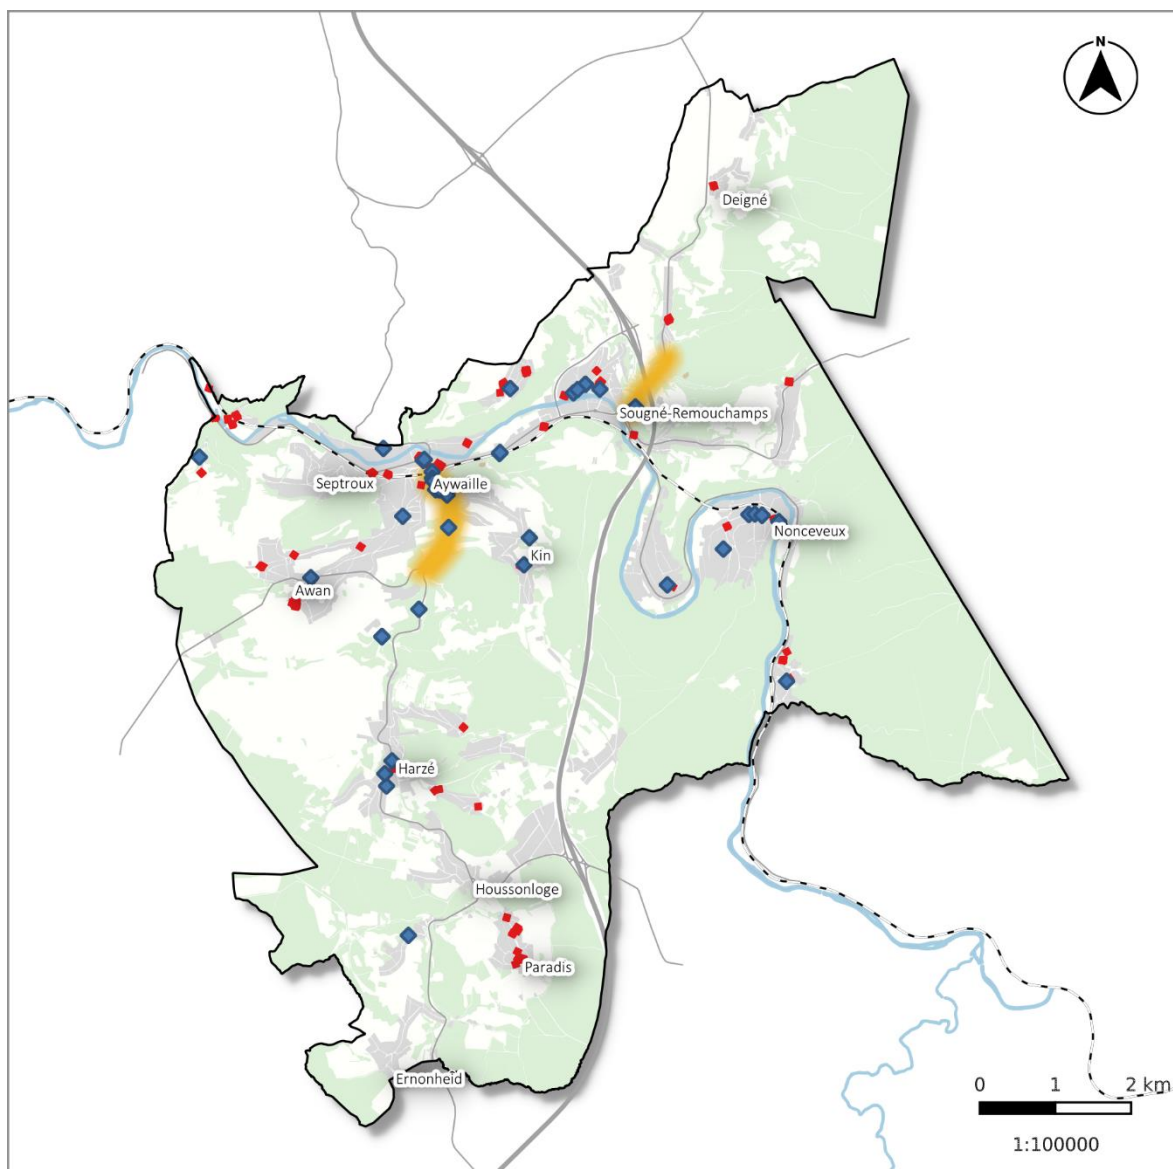 N
Deigné
Sougné-Remouchamps
Septroux
Aywaille
Nonceveux
Kin
Awan
Harzé
Houssonloge
Paradis
Ernonheid
0 1 2 km
1:100000